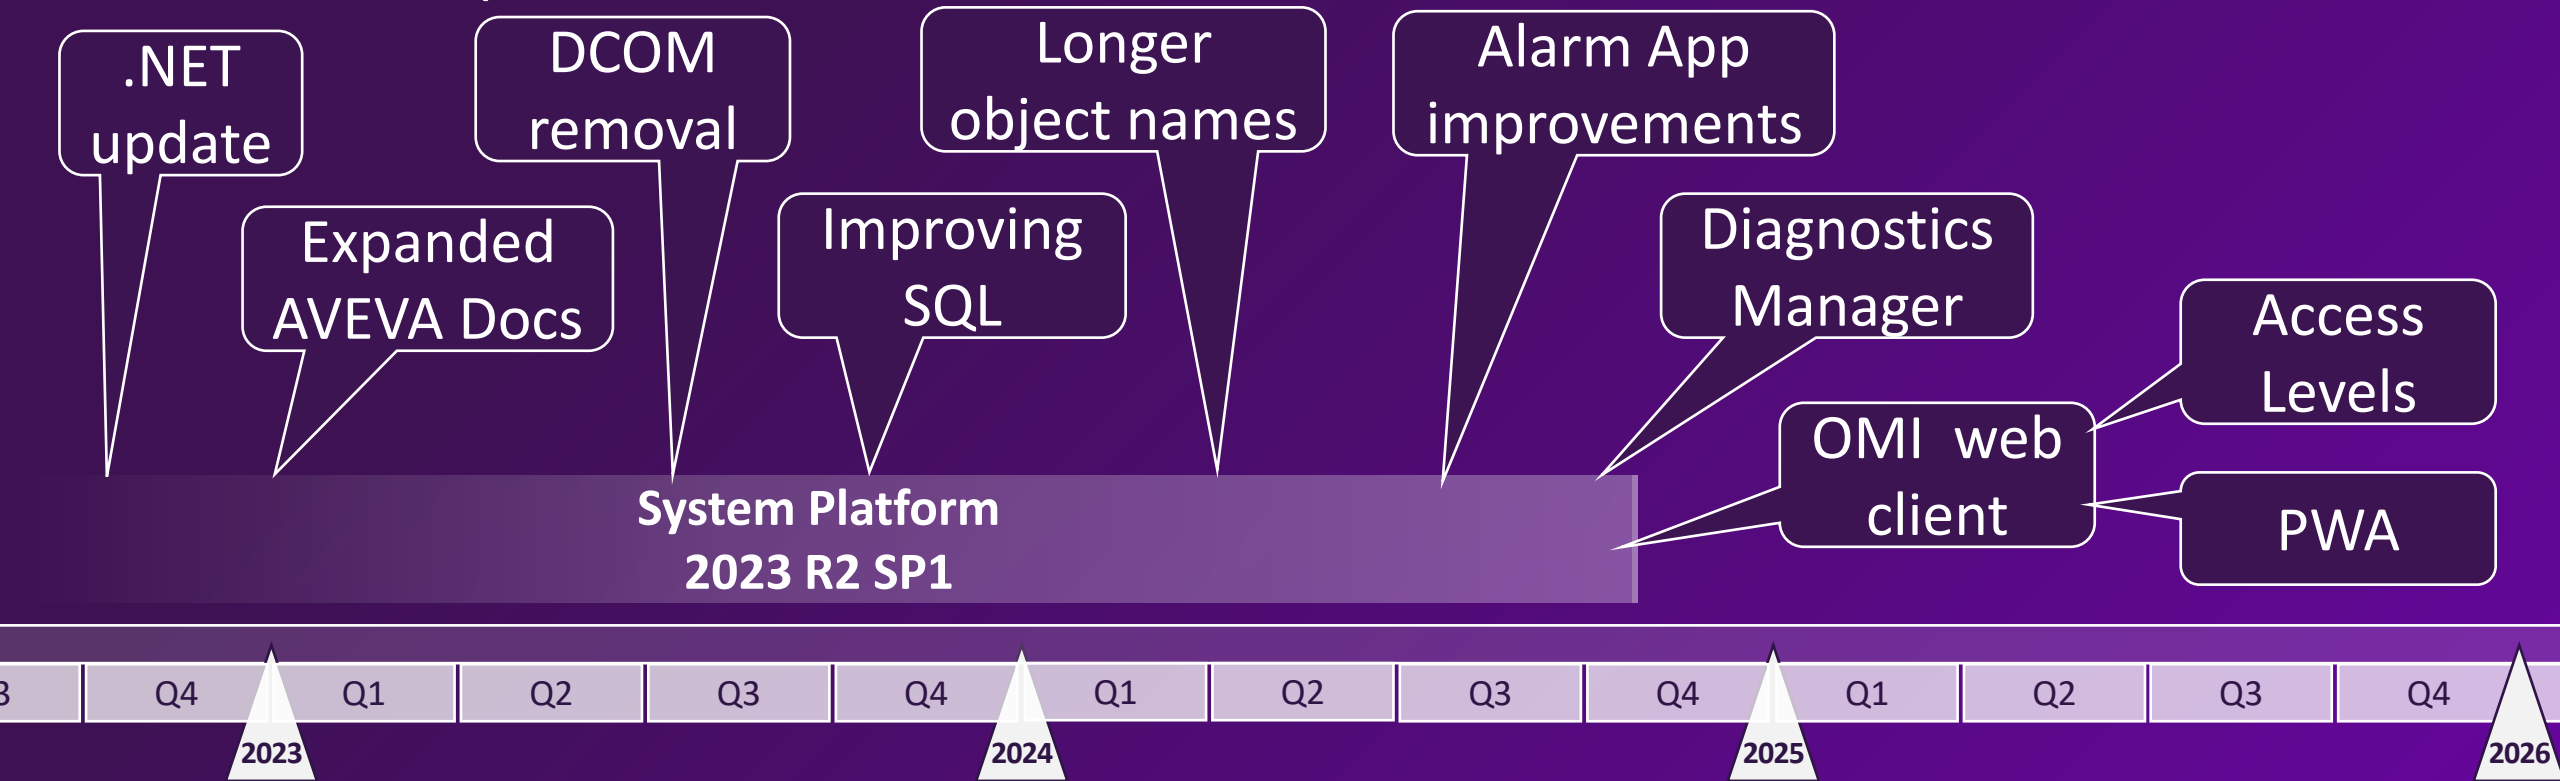 .NET
update
DCOM
removal
Longer
object names
Alarm App
improvements
Expanded
AVEVA Docs
Improving
SQL
Diagnostics
Manager
Access
Levels
OMI web
client
PWA
System Platform
2023 R2 SP1
3 Q4 Q1 Q2 Q3 Q4 Q1 Q2 Q3 Q4 Q1 Q2 Q3 Q4
2023 2024 2025 2026